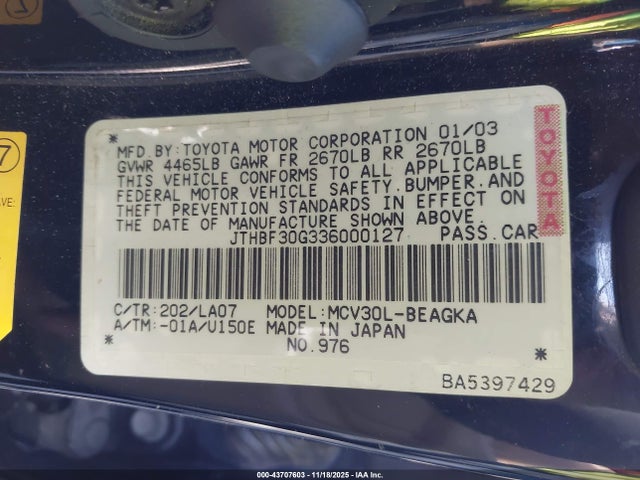 7
AVE:
* MFD.BY:TOYOTA MOTOR CORPORATION 01/03
GVWR 4465LB GAWR FR 2670LB RR 2670LB
THIS VEHICLE CONFORMS TO ALL APPLICABLE
FEDERAL MOTOR VEHICLE SAFETY,BUMPER,AND
THEFT PREVENTION STANDARDS IN EFFECT ON
THE DATE OF MANUFACTURE SHOWN ABOVE.
JTHBF30G336000127 PASS.CAR
TOYOTA
C/TR:202/LA07 MODEL:MCV30L-BEAGKA
A/TM:-01A/U150E MADE IN JAPAN
* NO.976 *
BA5397429
00-43707603 — 11/18/2025 — IAA Inc.